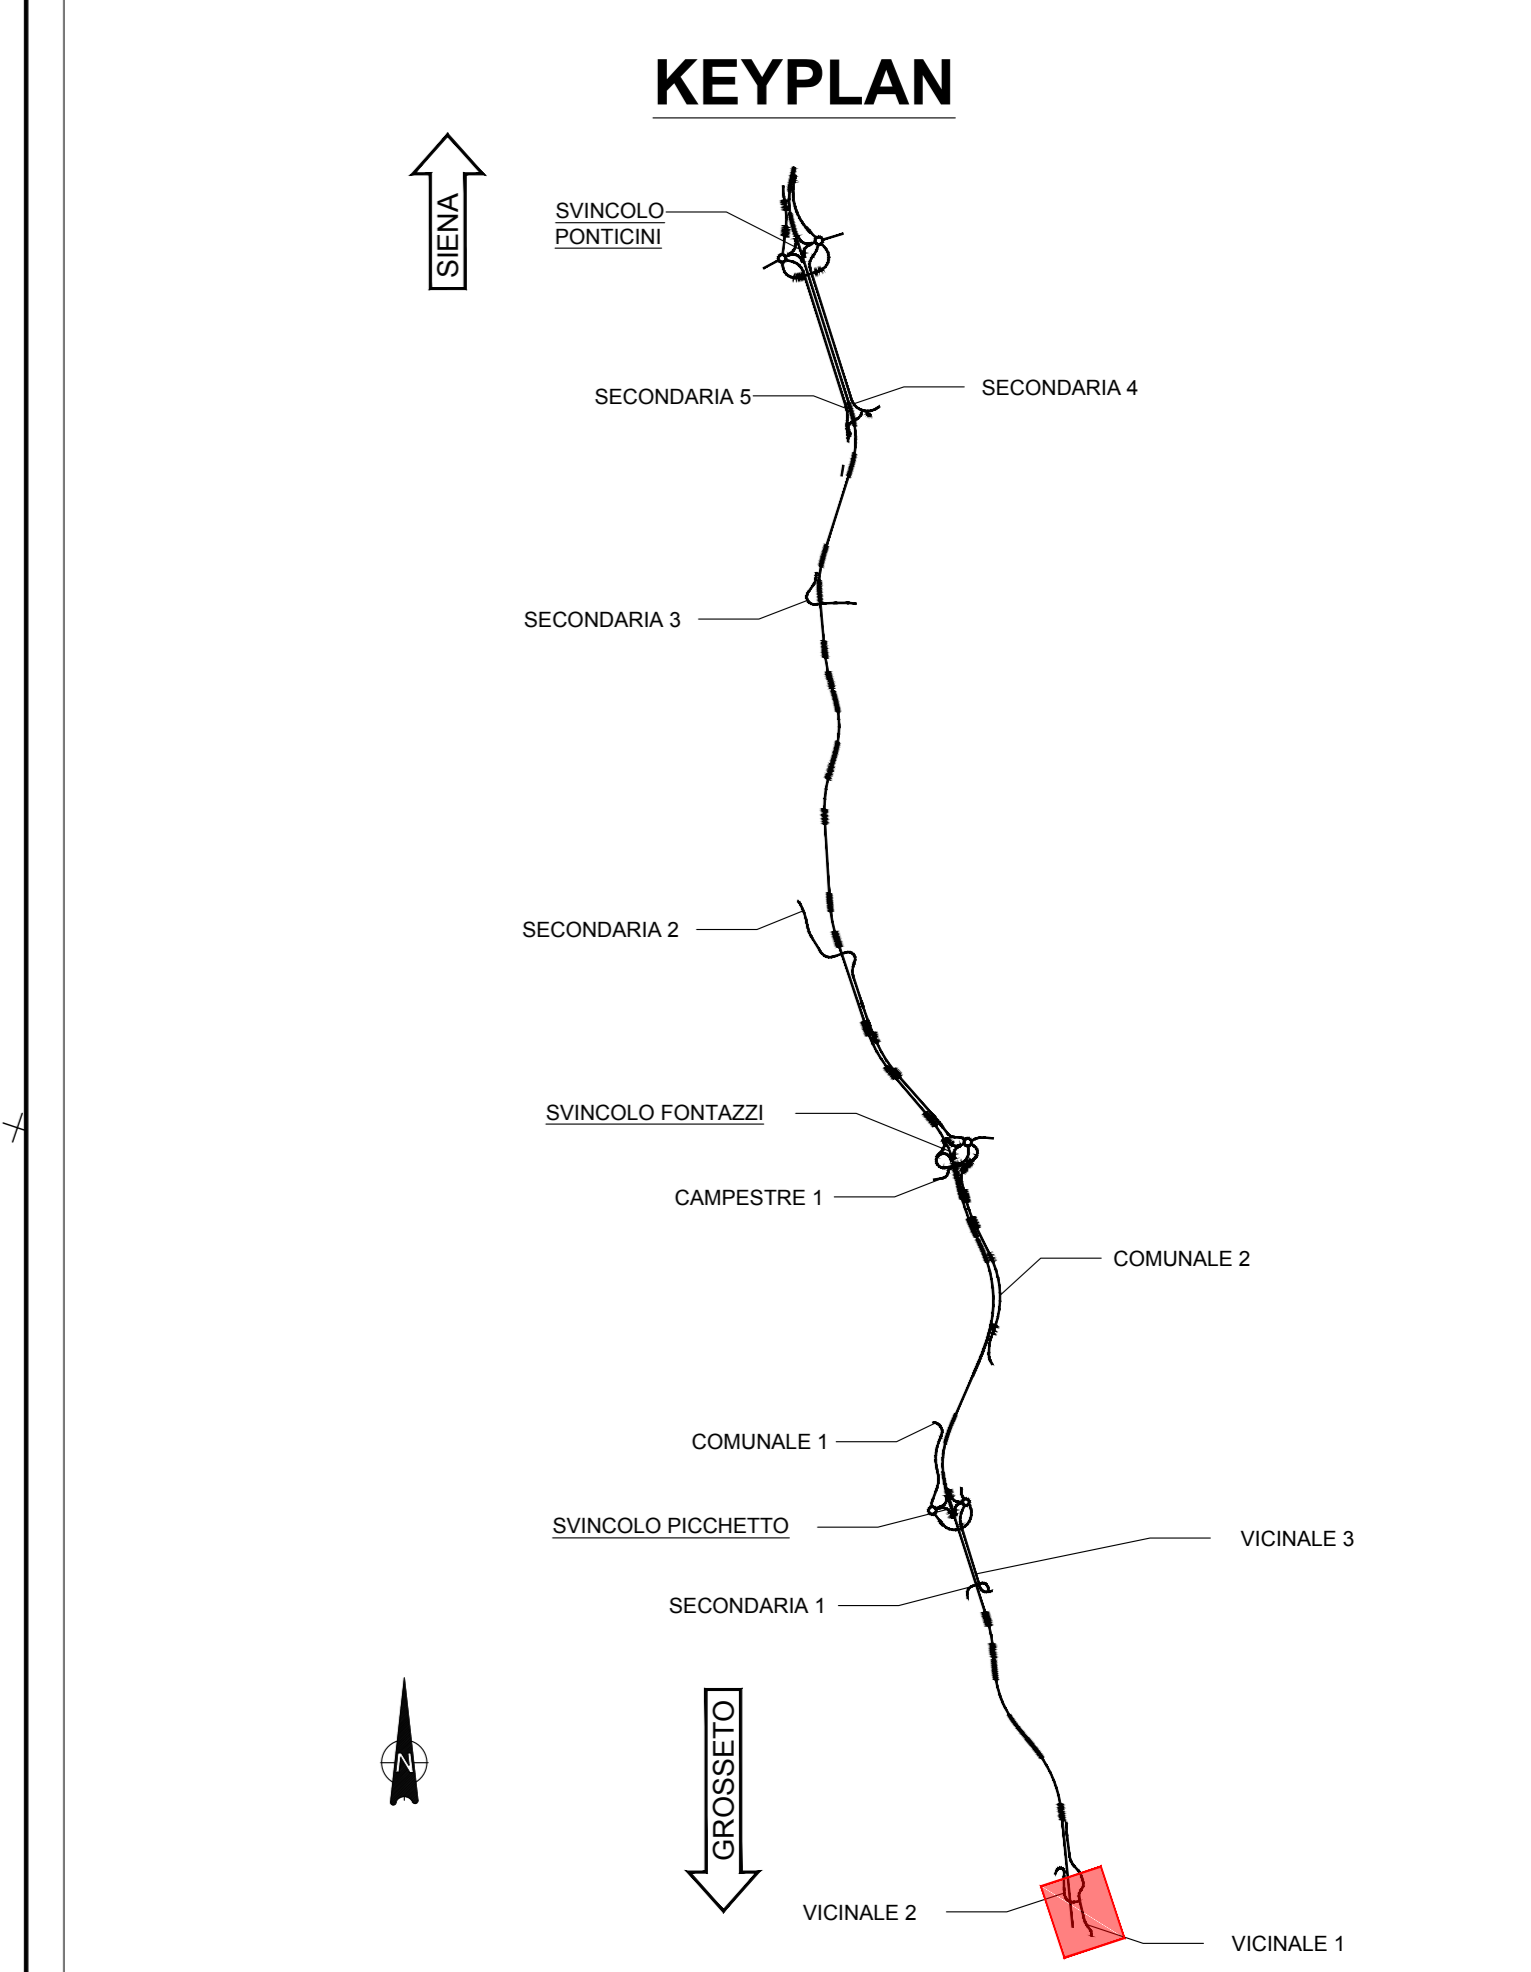 KEYPLAN
SIENA
SVINCOLO
PONTICINI
SECONDARIA 5
SECONDARIA 4
SECONDARIA 3
SECONDARIA 2
SVINCOLO FONTAZZI
CAMPESTRE 1
COMUNALE 2
COMUNALE 1
SVINCOLO PICCHETTO
VICINALE 3
SECONDARIA 1
GROSSETO
N
VICINALE 2
VICINALE 1